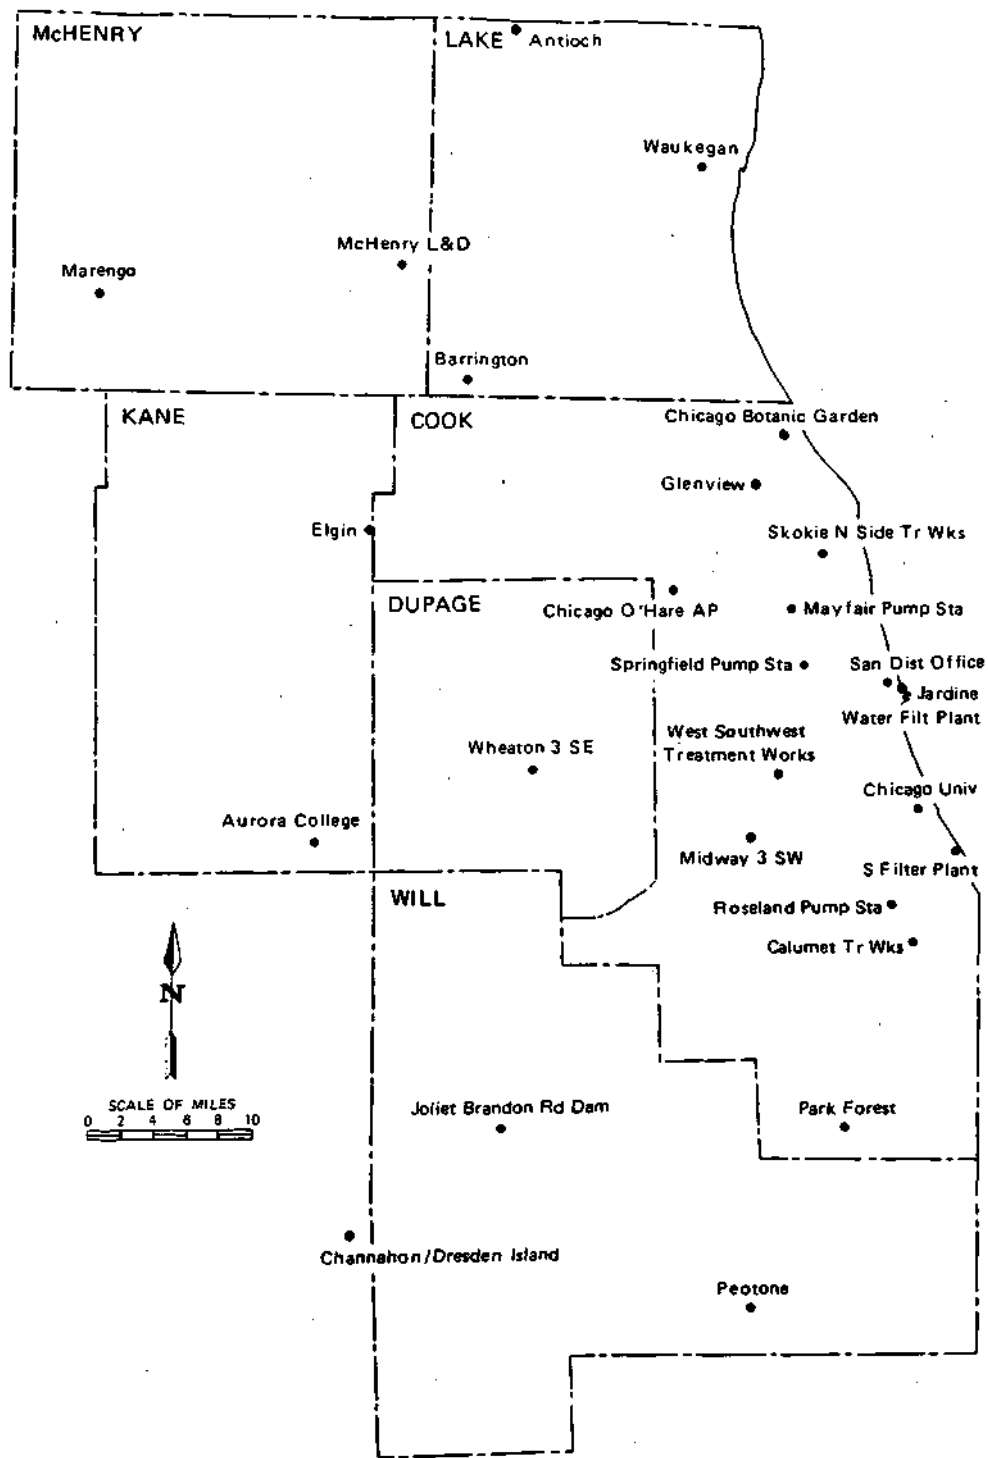 McHENRY
LAKE
Antioch
Waukegan
McHenry L&D
Marengo
Barrington
KANE
COOK
Chicago Botanic Garden
Glenview
Skokie N Side Tr Wks
Elgin
DUPAGE
Chicago O'Hare AP
Mayfair Pump Sta
Springfield Pump Sta
San Dist Office
Jardine
Water Filt Plant
West Southwest
Treatment Works
Wheaton 3 SE
Chicago Univ
Aurora College
Midway 3 SW
S Filter Plant
WILL
Roseland Pump Sta
Calumet Tr Wks
N
SCALE OF MILES
0 2 4 6 8 10
Joliet Brandon Rd Dam
Park Forest
Channahon/Dresden Island
Peotone